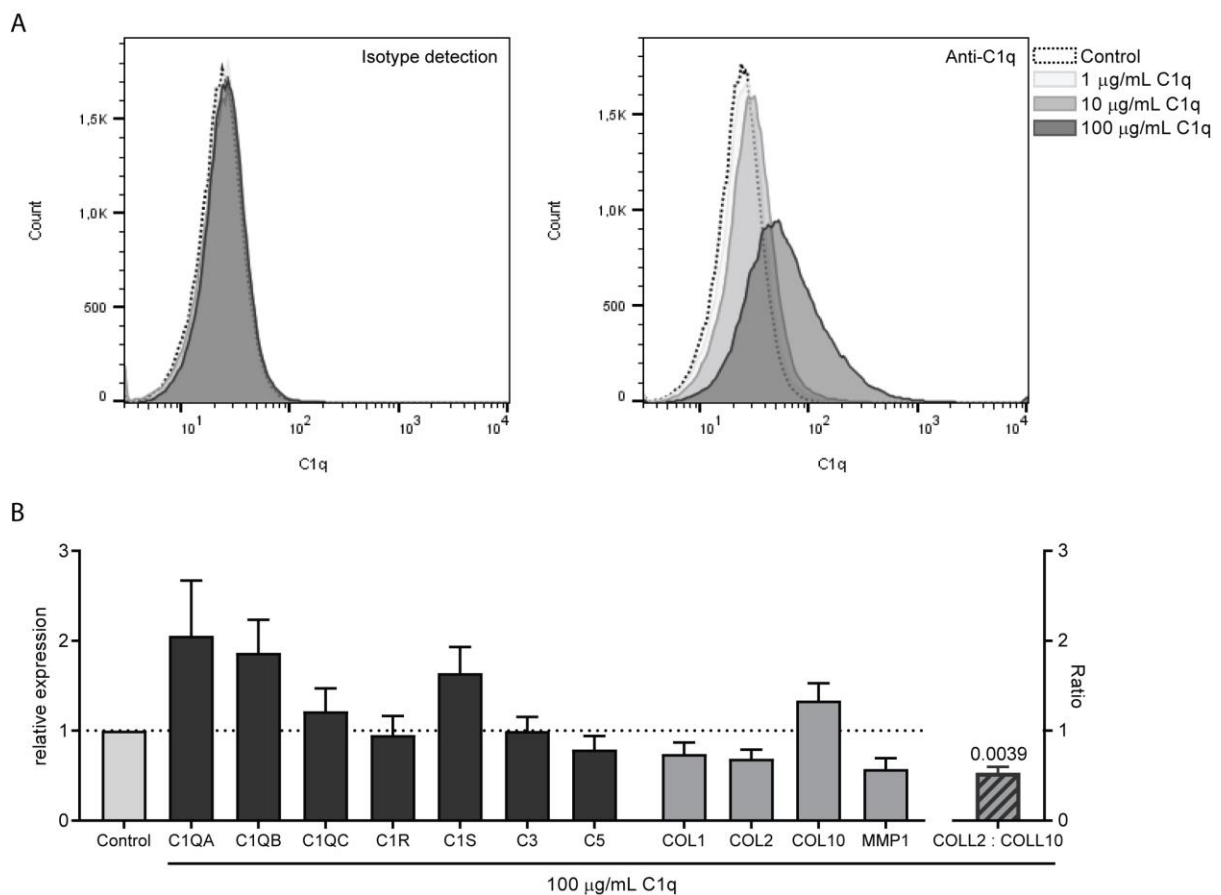 A
Isotype detection
1,5K
1,0K
500
0
Count
10¹ 10² 10³ 10⁴
C1q
Anti-C1q
1,5K
1,0K
500
0
Count
10¹ 10² 10³ 10⁴
C1q
Control
1 µg/mL C1q
10 µg/mL C1q
100 µg/mL C1q
B
3
2
1
0
relative expression
Control C1QA C1QB C1QC C1R C1S C3 C5 COL1 COL2 COL10 MMP1 COLL2 : COLL10
0.0039
3
2
1
0
Ratio
100 µg/mL C1q